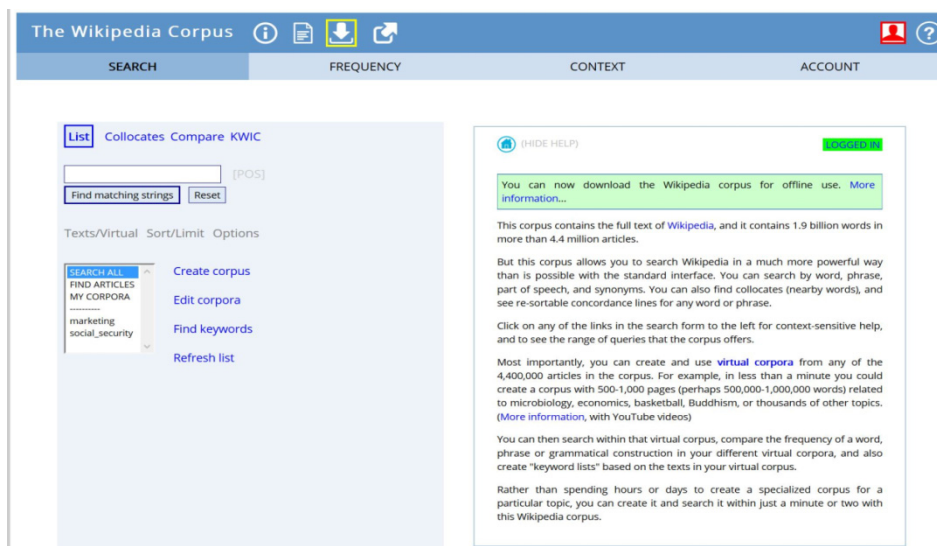 The Wikipedia Corpus
SEARCH FREQUENCY CONTEXT ACCOUNT
List Collocates Compare KWIC
[POS]
Find matching strings Reset
Texts/Virtual Sort/Limit Options
SEARCH ALL
FIND ARTICLES
MY CORPORA
----------
marketing
social_security
Create corpus
Edit corpora
Find keywords
Refresh list
(HIDE HELP) LOGGED IN
You can now download the Wikipedia corpus for offline use. More
information...
This corpus contains the full text of Wikipedia, and it contains 1.9 billion words in
more than 4.4 million articles.
But this corpus allows you to search Wikipedia in a much more powerful way
than is possible with the standard interface. You can search by word, phrase,
part of speech, and synonyms. You can also find collocates (nearby words), and
see re-sortable concordance lines for any word or phrase.
Click on any of the links in the search form to the left for context-sensitive help,
and to see the range of queries that the corpus offers.
Most importantly, you can create and use virtual corpora from any of the
4,400,000 articles in the corpus. For example, in less than a minute you could
create a corpus with 500-1,000 pages (perhaps 500,000-1,000,000 words) related
to microbiology, economics, basketball, Buddhism, or thousands of other topics.
(More information, with YouTube videos)
You can then search within that virtual corpus, compare the frequency of a word,
phrase or grammatical construction in your different virtual corpora, and also
create "keyword lists" based on the texts in your virtual corpus.
Rather than spending hours or days to create a specialized corpus for a
particular topic, you can create it and search it within just a minute or two with
this Wikipedia corpus.